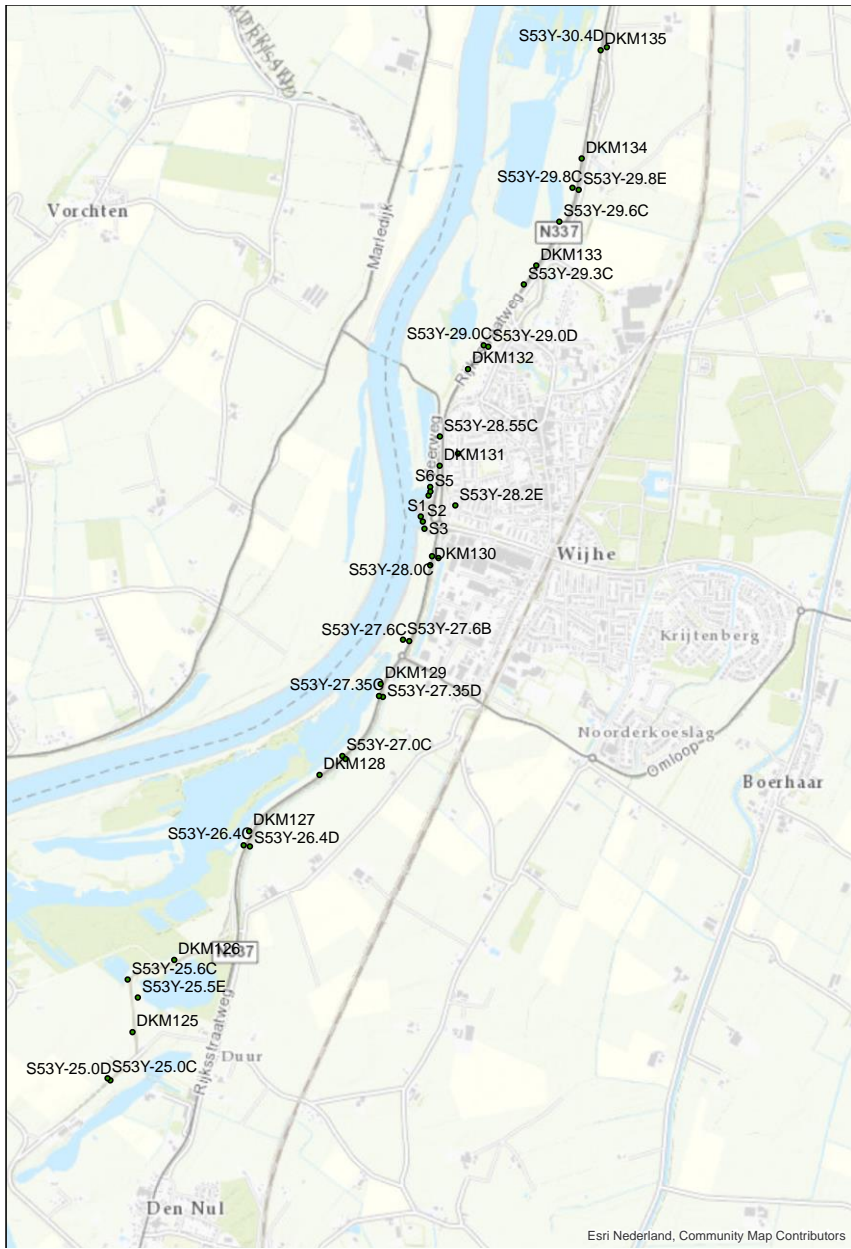 S53Y-30.4D
DKM135
DKM134
S53Y-29.8C
S53Y-29.8E
Vorchten
S53Y-29.6C
N337
Marledijk
DKM133
S53Y-29.3C
S53Y-29.0C
S53Y-29.0D
DKM132
S53Y-28.55C
DKM131
S6
S5
S53Y-28.2E
S1
S2
S3
DKM130
Wijhe
S53Y-28.0C
S53Y-27.6C
S53Y-27.6B
Krijtenberg
DKM129
S53Y-27.35C
S53Y-27.35D
Noorderkoeslag
S53Y-27.0C
Omloop
DKM128
Boerhaar
DKM127
S53Y-26.4C
S53Y-26.4D
DKM126
N337
S53Y-25.6C
S53Y-25.5E
DKM125
Rijksstraatweg
Duur
S53Y-25.0D
S53Y-25.0C
Den Nul
Esri Nederland, Community Map Contributors